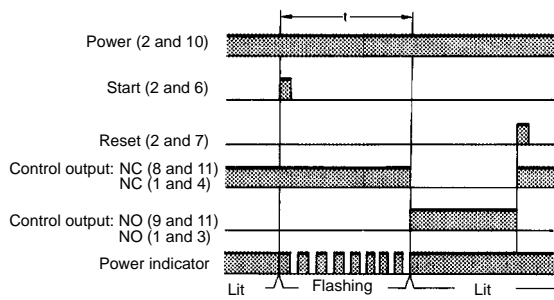 t
Power (2 and 10)
Start (2 and 6)
Reset (2 and 7)
Control output: NC (8 and 11)
NC (1 and 4)
Control output: NO (9 and 11)
NO (1 and 3)
Power indicator
Lit
Flashing
Lit